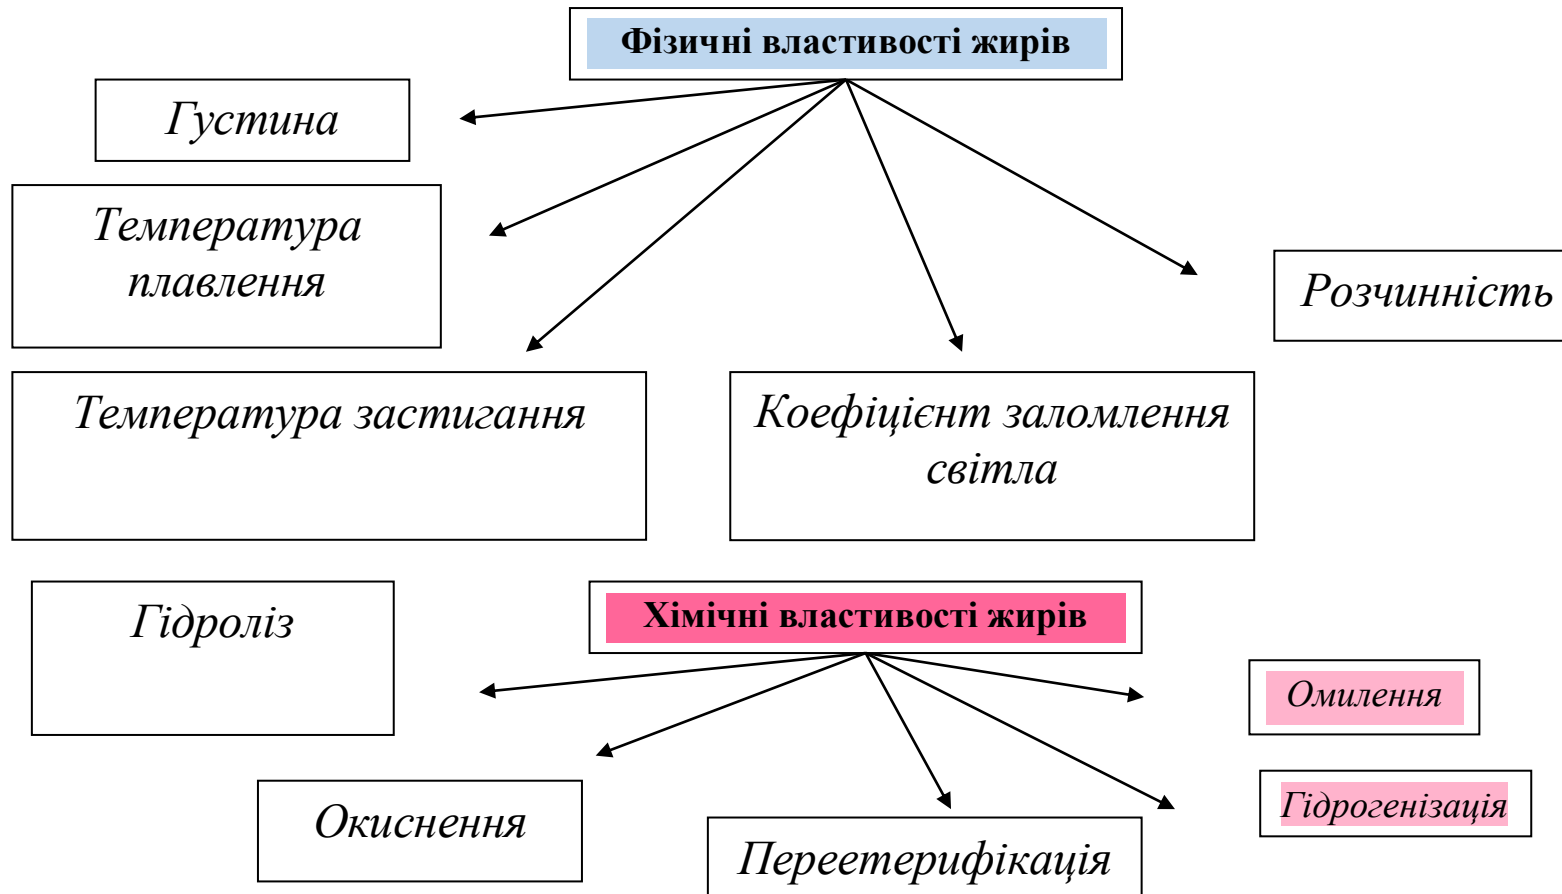 Фізичні властивості жирів
Густина
Температура
плавлення
Розчинність
Температура застигання
Коефіцієнт заломлення
світла
Гідроліз
Хімічні властивості жирів
Омилення
Гідрогенізація
Окиснення
Переетерифікація